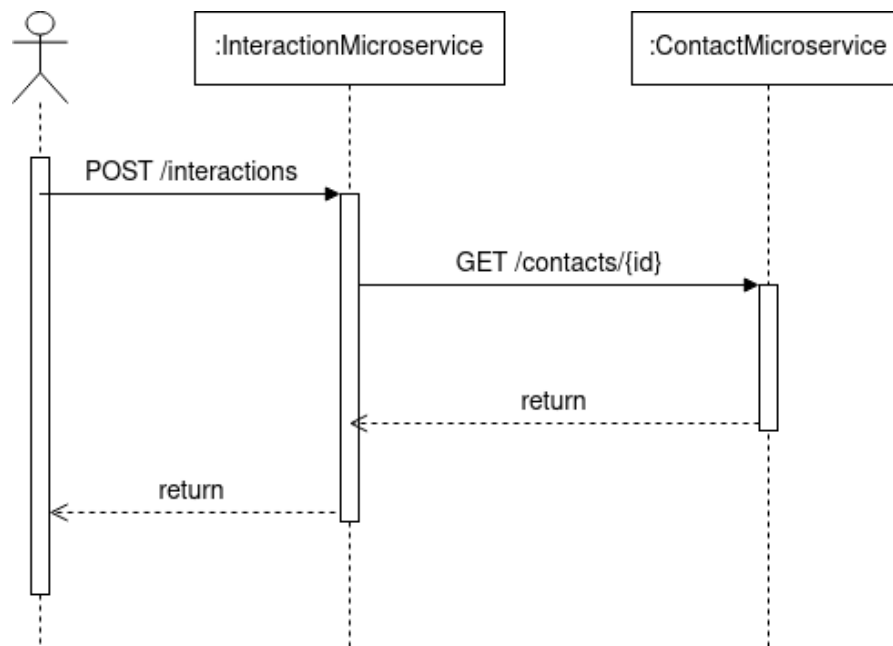 :InteractionMicroservice
:ContactMicroservice
POST /interactions
GET /contacts/{id}
return
return